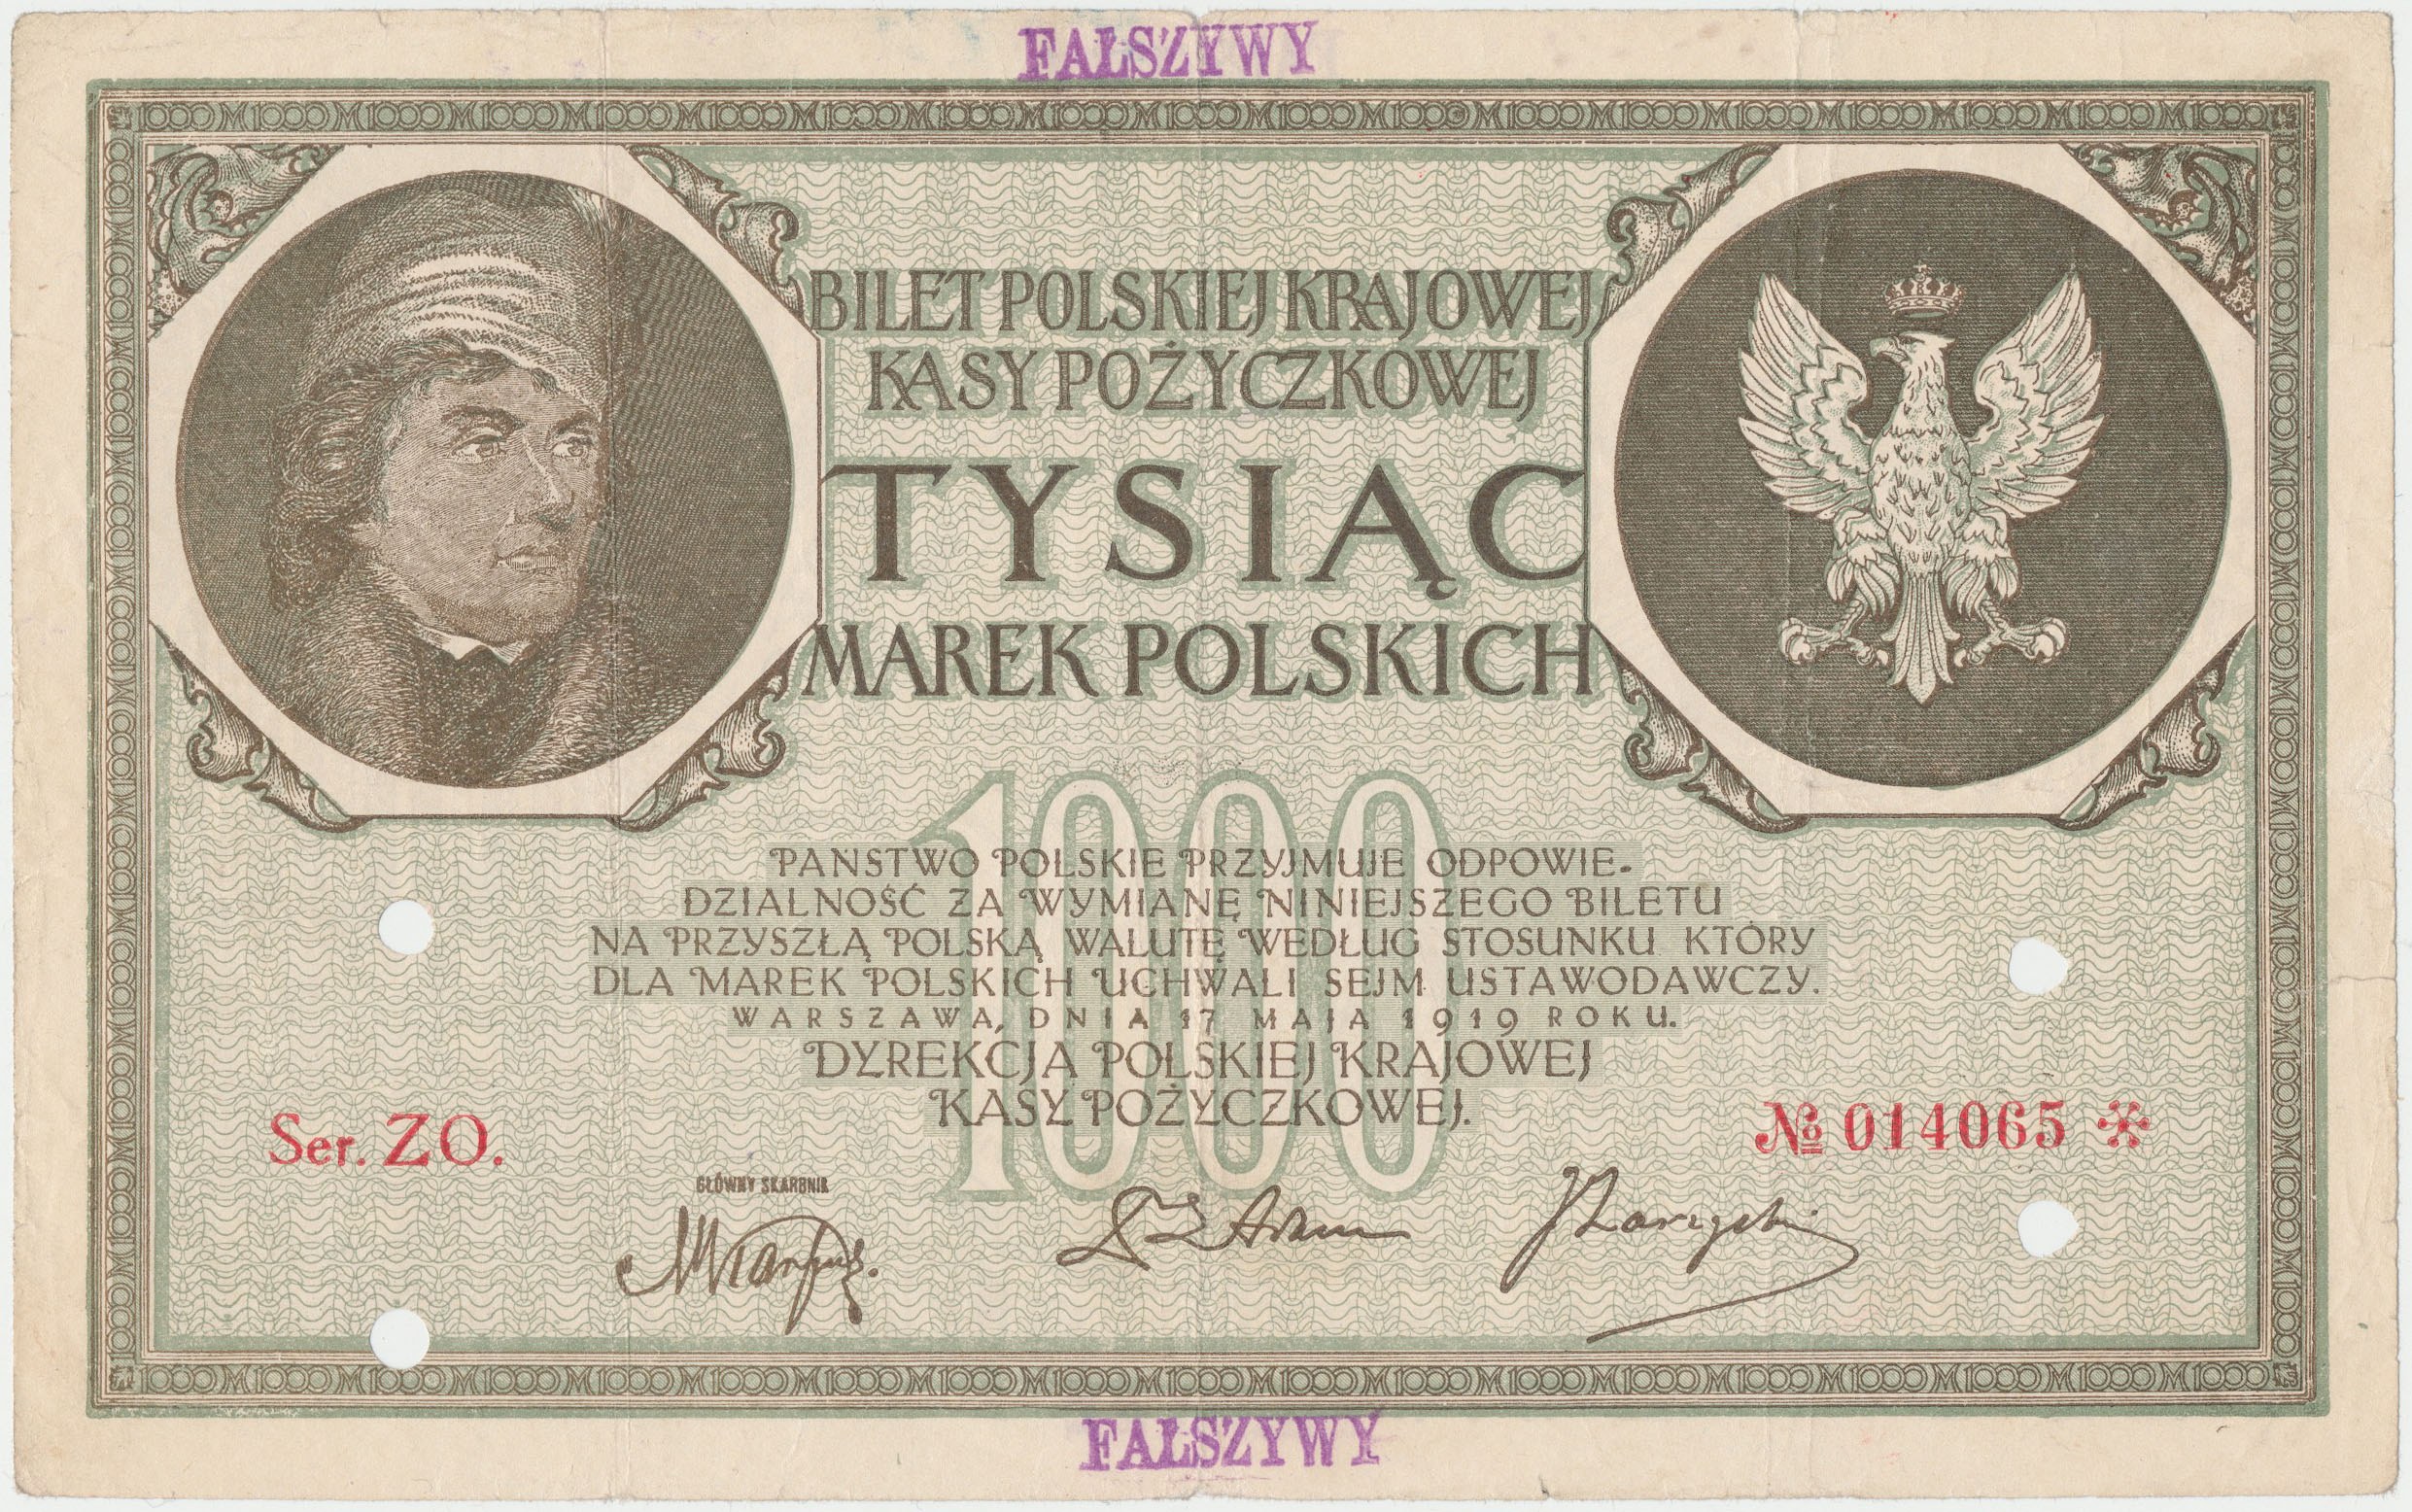 FAŁSZYWY
BILET POLSKIEJ KRAJOWEJ
KASY POŻYCZKOWEJ
TYSIĄC
MAREK POLSKICH
1000
PAŃSTWO POLSKIE PRZYJMUJE ODPOWIE-
DZIALNOŚĆ ZA WYMIANĘ NINIEJSZEGO BILETU
NA PRZYSZŁĄ POLSKĄ WALUTĘ WEDŁUG STOSUNKU KTÓRY
DLA MAREK POLSKICH UCHWALI SEJM USTAWODAWCZY.
WARSZAWA, DNIA 17 MAJA 1919 ROKU.
DYREKCJA POLSKIEJ KRAJOWEJ
KASY POŻYCZKOWEJ.
Ser. ZO.
№ 014065 *
GŁÓWNY SKARBNIK
FAŁSZYWY